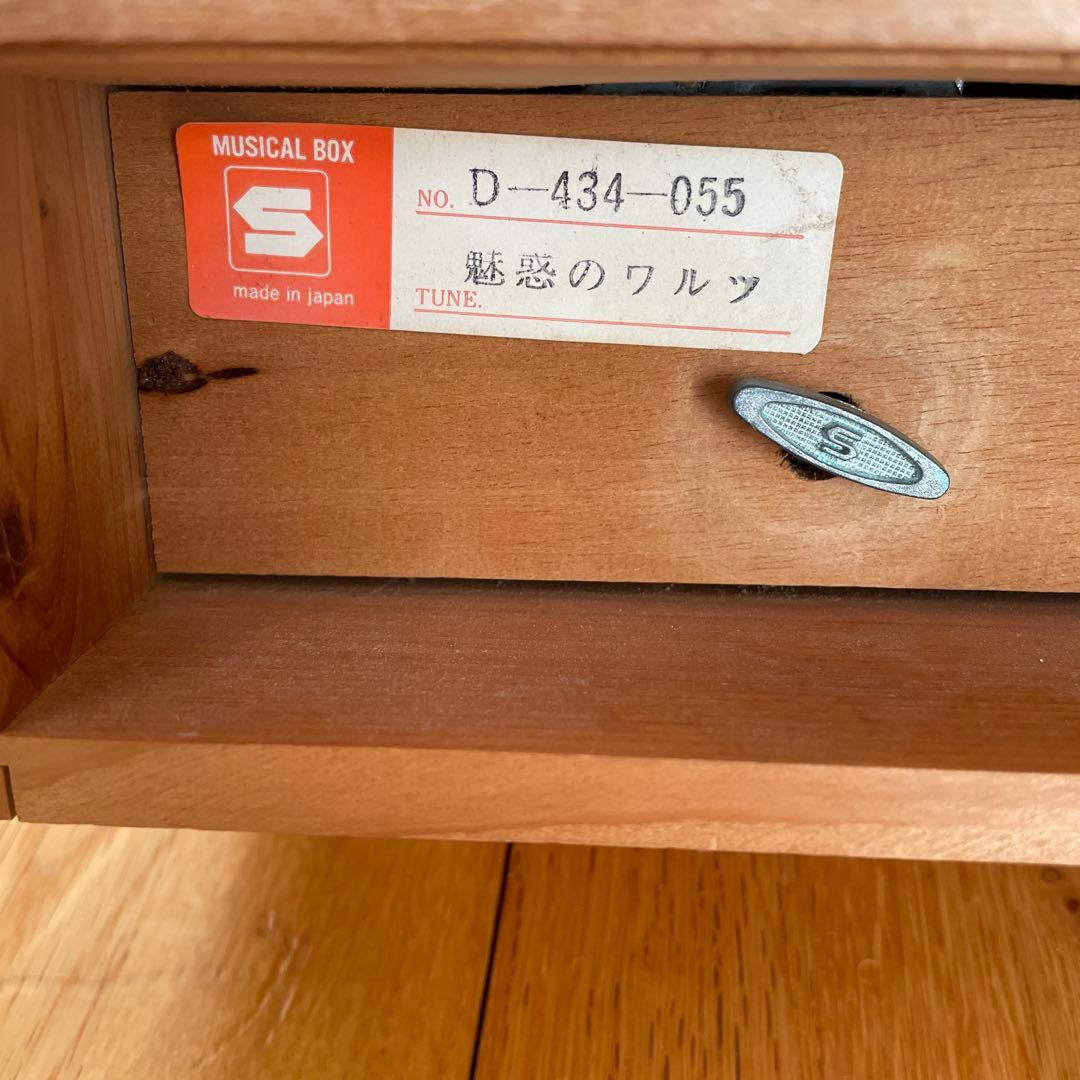 MUSICAL BOX
S
made in japan
NO. D-434-055
魅惑のワルツ
TUNE.
S